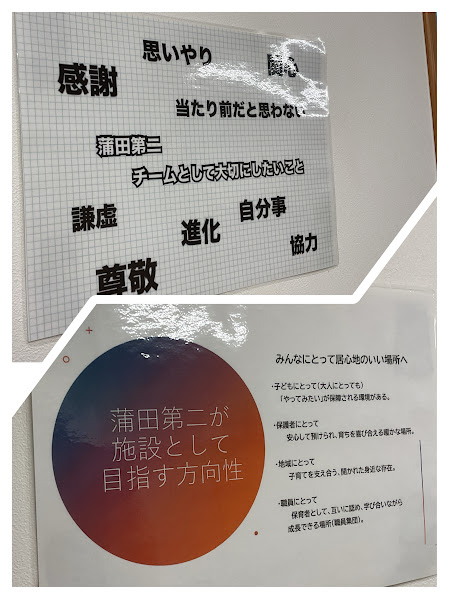 思いやり
関心
感謝
当たり前だと思わない
蒲田第二
チームとして大切にしたいこと
謙虚
自分事
進化
協力
尊敬
蒲田第二が
施設として
目指す方向性
みんなにとって居心地のいい場所へ
・子どもにとって(大人にとっても)
「やってみたい」が保障される環境がある。
・保護者にとって
安心して預けられ、育ちを喜び合える暖かな場所。
・地域にとって
子育てを支え合う、開かれた身近な存在。
・職員にとって
保育者として、互いに認め、学び合いながら
成長できる場所(職員集団)。